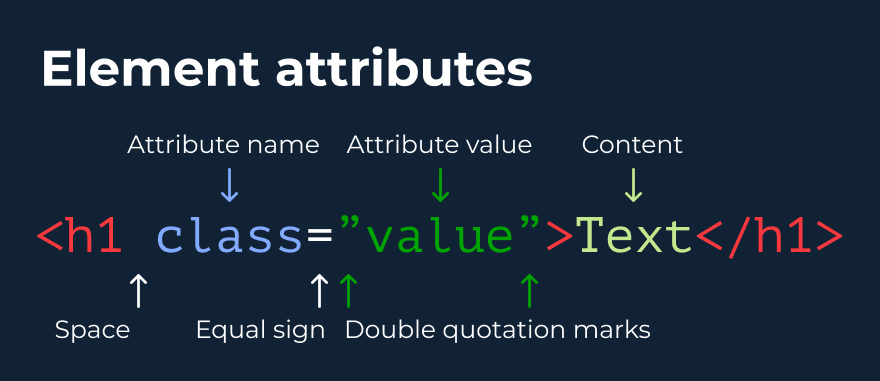 Element attributes
Attribute name Attribute value Content
<h1 class=”value”>Text</h1>
Space Equal sign Double quotation marks